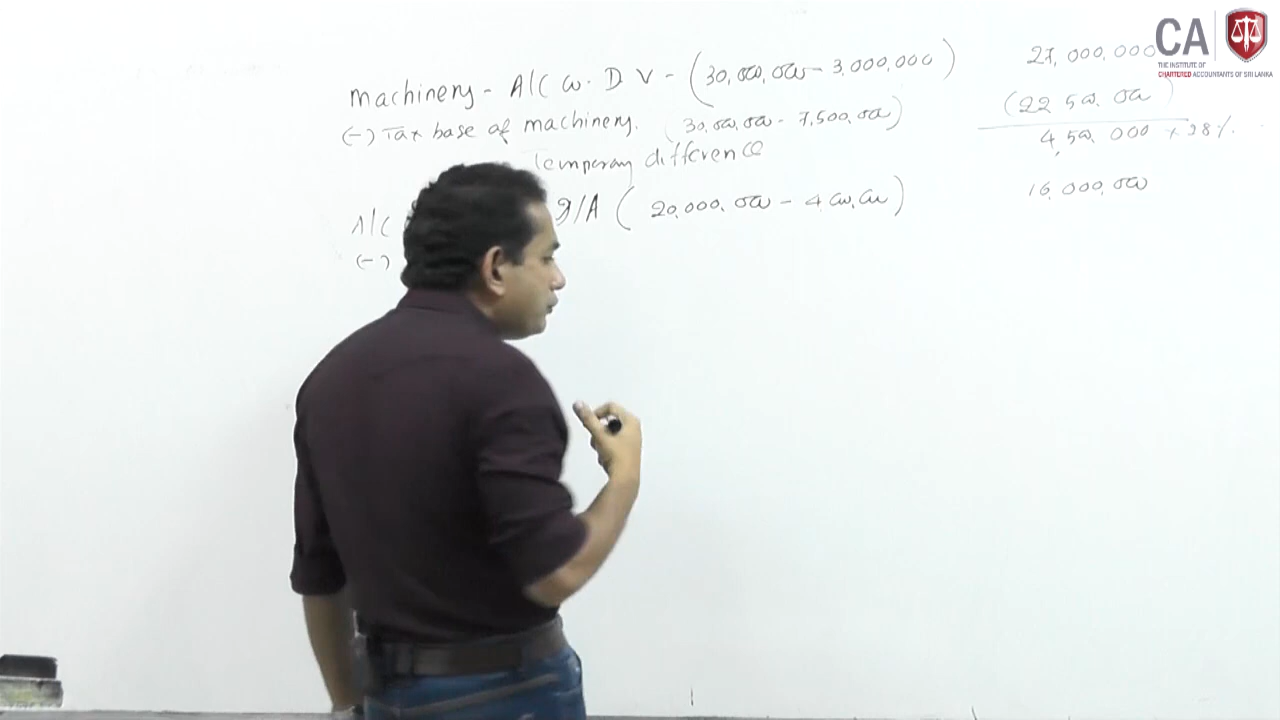 CA
THE INSTITUTE OF
CHARTERED ACCOUNTANTS OF SRI LANKA
Machinery - A/C W.D V - (30,000,000 - 3,000,000) 27,000,000
(-) Tax base of machinery. (30,000,000 - 7,500,000) (22 500,000)
Temporary difference 4,500,000 × 28%.
A/C I/A (20,000,000 - 4,000,000) 16,000,000
(-)